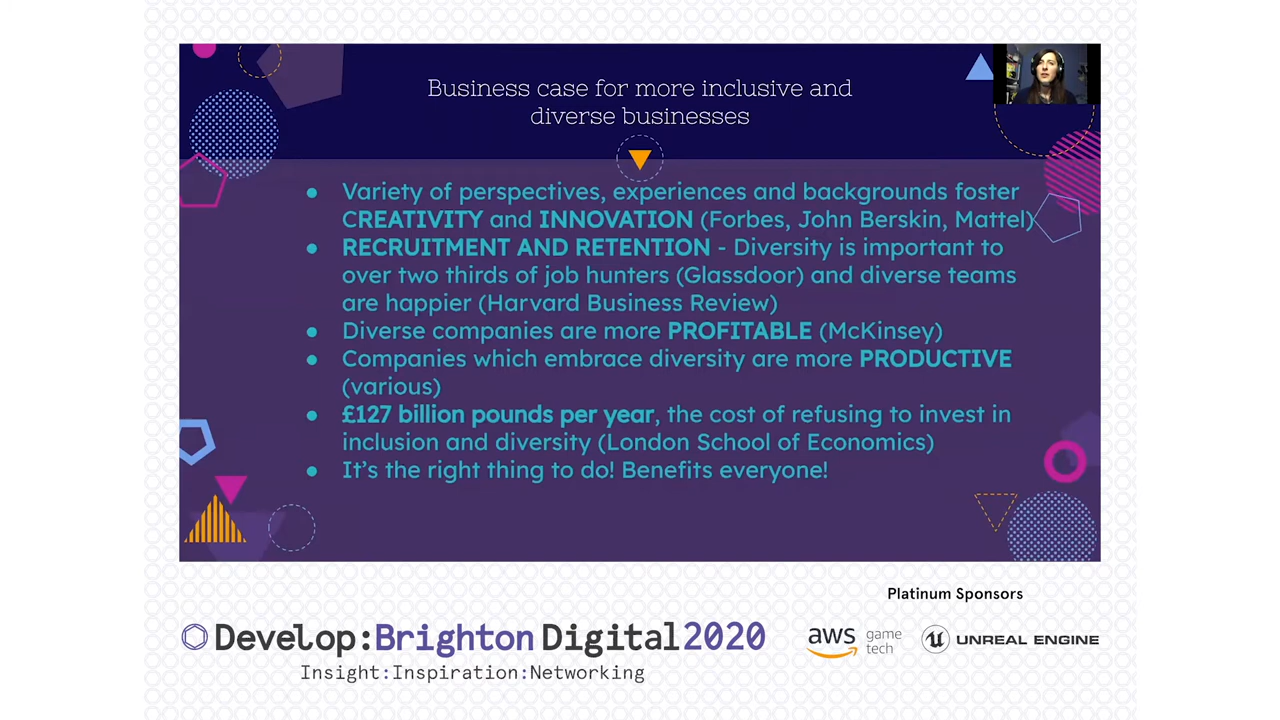 Business case for more inclusive and
diverse businesses
● Variety of perspectives, experiences and backgrounds foster
CREATIVITY and INNOVATION (Forbes, John Berskin, Mattel)
● RECRUITMENT AND RETENTION - Diversity is important to
over two thirds of job hunters (Glassdoor) and diverse teams
are happier (Harvard Business Review)
● Diverse companies are more PROFITABLE (McKinsey)
● Companies which embrace diversity are more PRODUCTIVE
(various)
● £127 billion pounds per year, the cost of refusing to invest in
inclusion and diversity (London School of Economics)
● It's the right thing to do! Benefits everyone!
Platinum Sponsors
Develop:Brighton Digital 2020
Insight:Inspiration:Networking
aws game
tech
UNREAL ENGINE